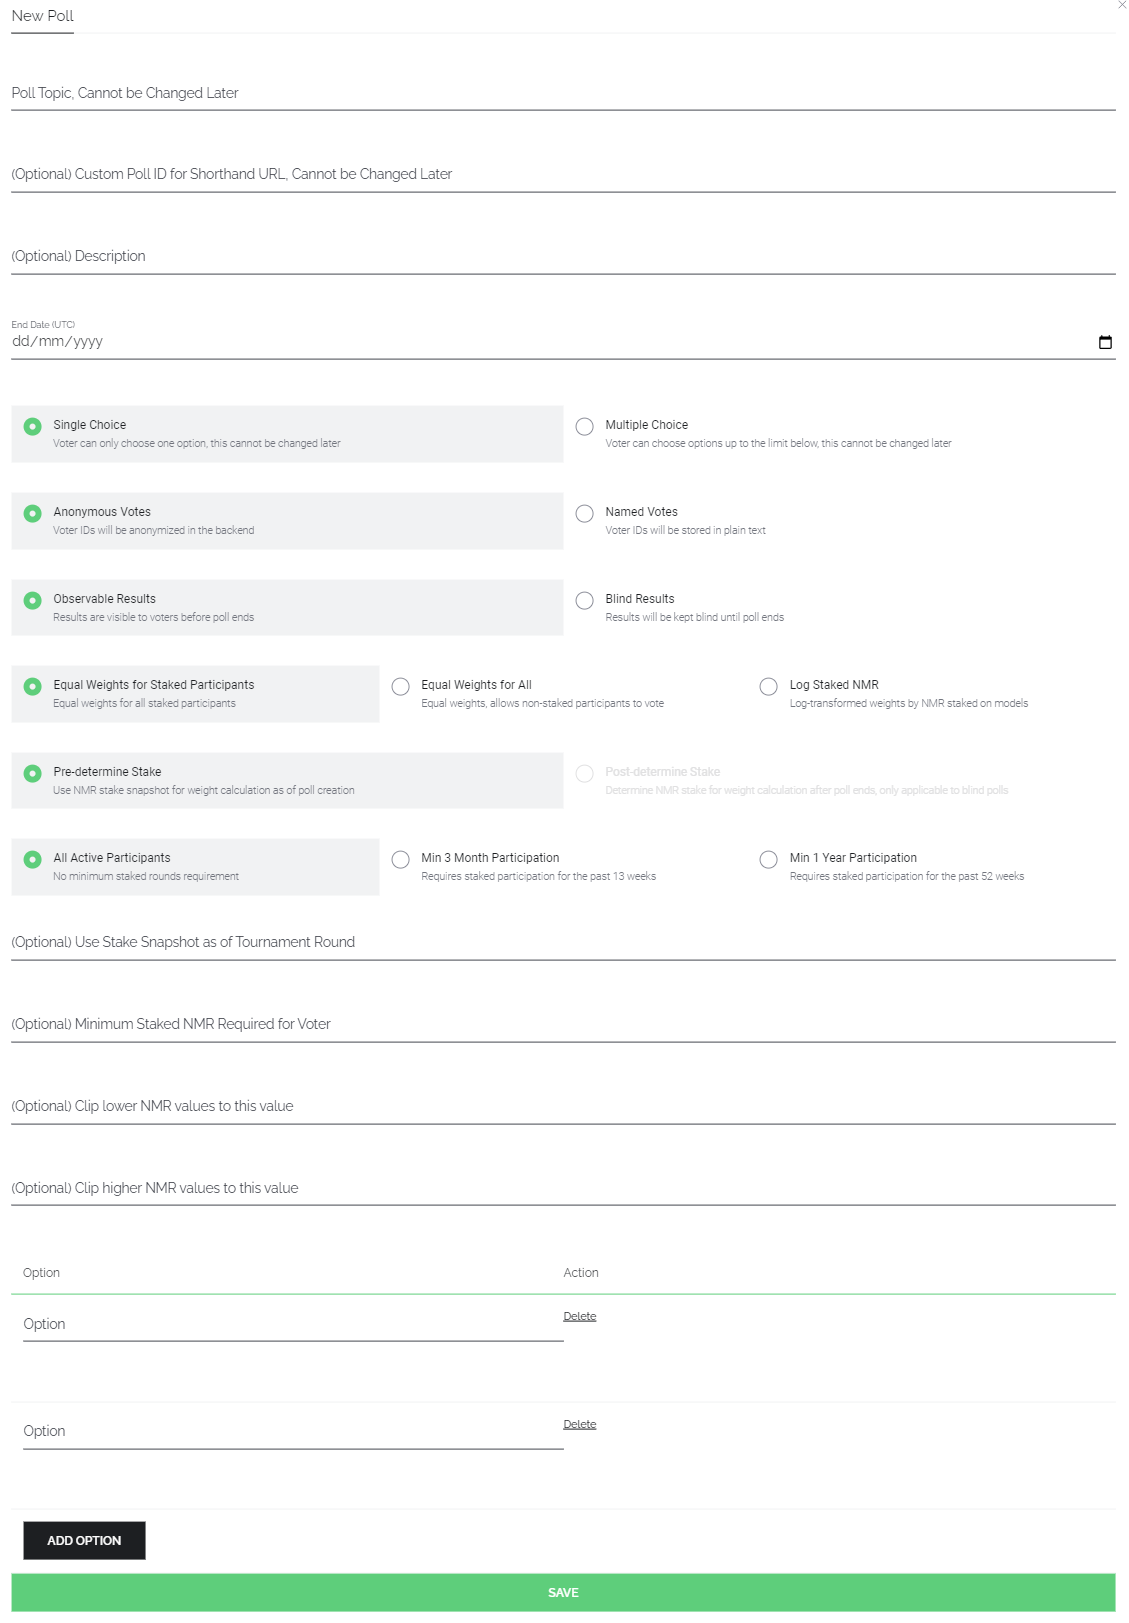 New Poll
Poll Topic, Cannot be Changed Later
(Optional) Custom Poll ID for Shorthand URL, Cannot be Changed Later
(Optional) Description
End Date (UTC)
dd/mm/yyyy
Single Choice
Voter can only choose one option, this cannot be changed later
Multiple Choice
Voter can choose options up to the limit below, this cannot be changed later
Anonymous Votes
Voter IDs will be anonymized in the backend
Named Votes
Voter IDs will be stored in plain text
Observable Results
Results are visible to voters before poll ends
Blind Results
Results will be kept blind until poll ends
Equal Weights for Staked Participants
Equal weights for all staked participants
Equal Weights for All
Equal weights, allows non-staked participants to vote
Log Staked NMR
Log-transformed weights by NMR staked on models
Pre-determine Stake
Use NMR stake snapshot for weight calculation as of poll creation
Post-determine Stake
Determine NMR stake for weight calculation after poll ends, only applicable to blind polls
All Active Participants
No minimum staked rounds requirement
Min 3 Month Participation
Requires staked participation for the past 13 weeks
Min 1 Year Participation
Requires staked participation for the past 52 weeks
(Optional) Use Stake Snapshot as of Tournament Round
(Optional) Minimum Staked NMR Required for Voter
(Optional) Clip lower NMR values to this value
(Optional) Clip higher NMR values to this value
Option Action
Option Delete
Option Delete
ADD OPTION
SAVE